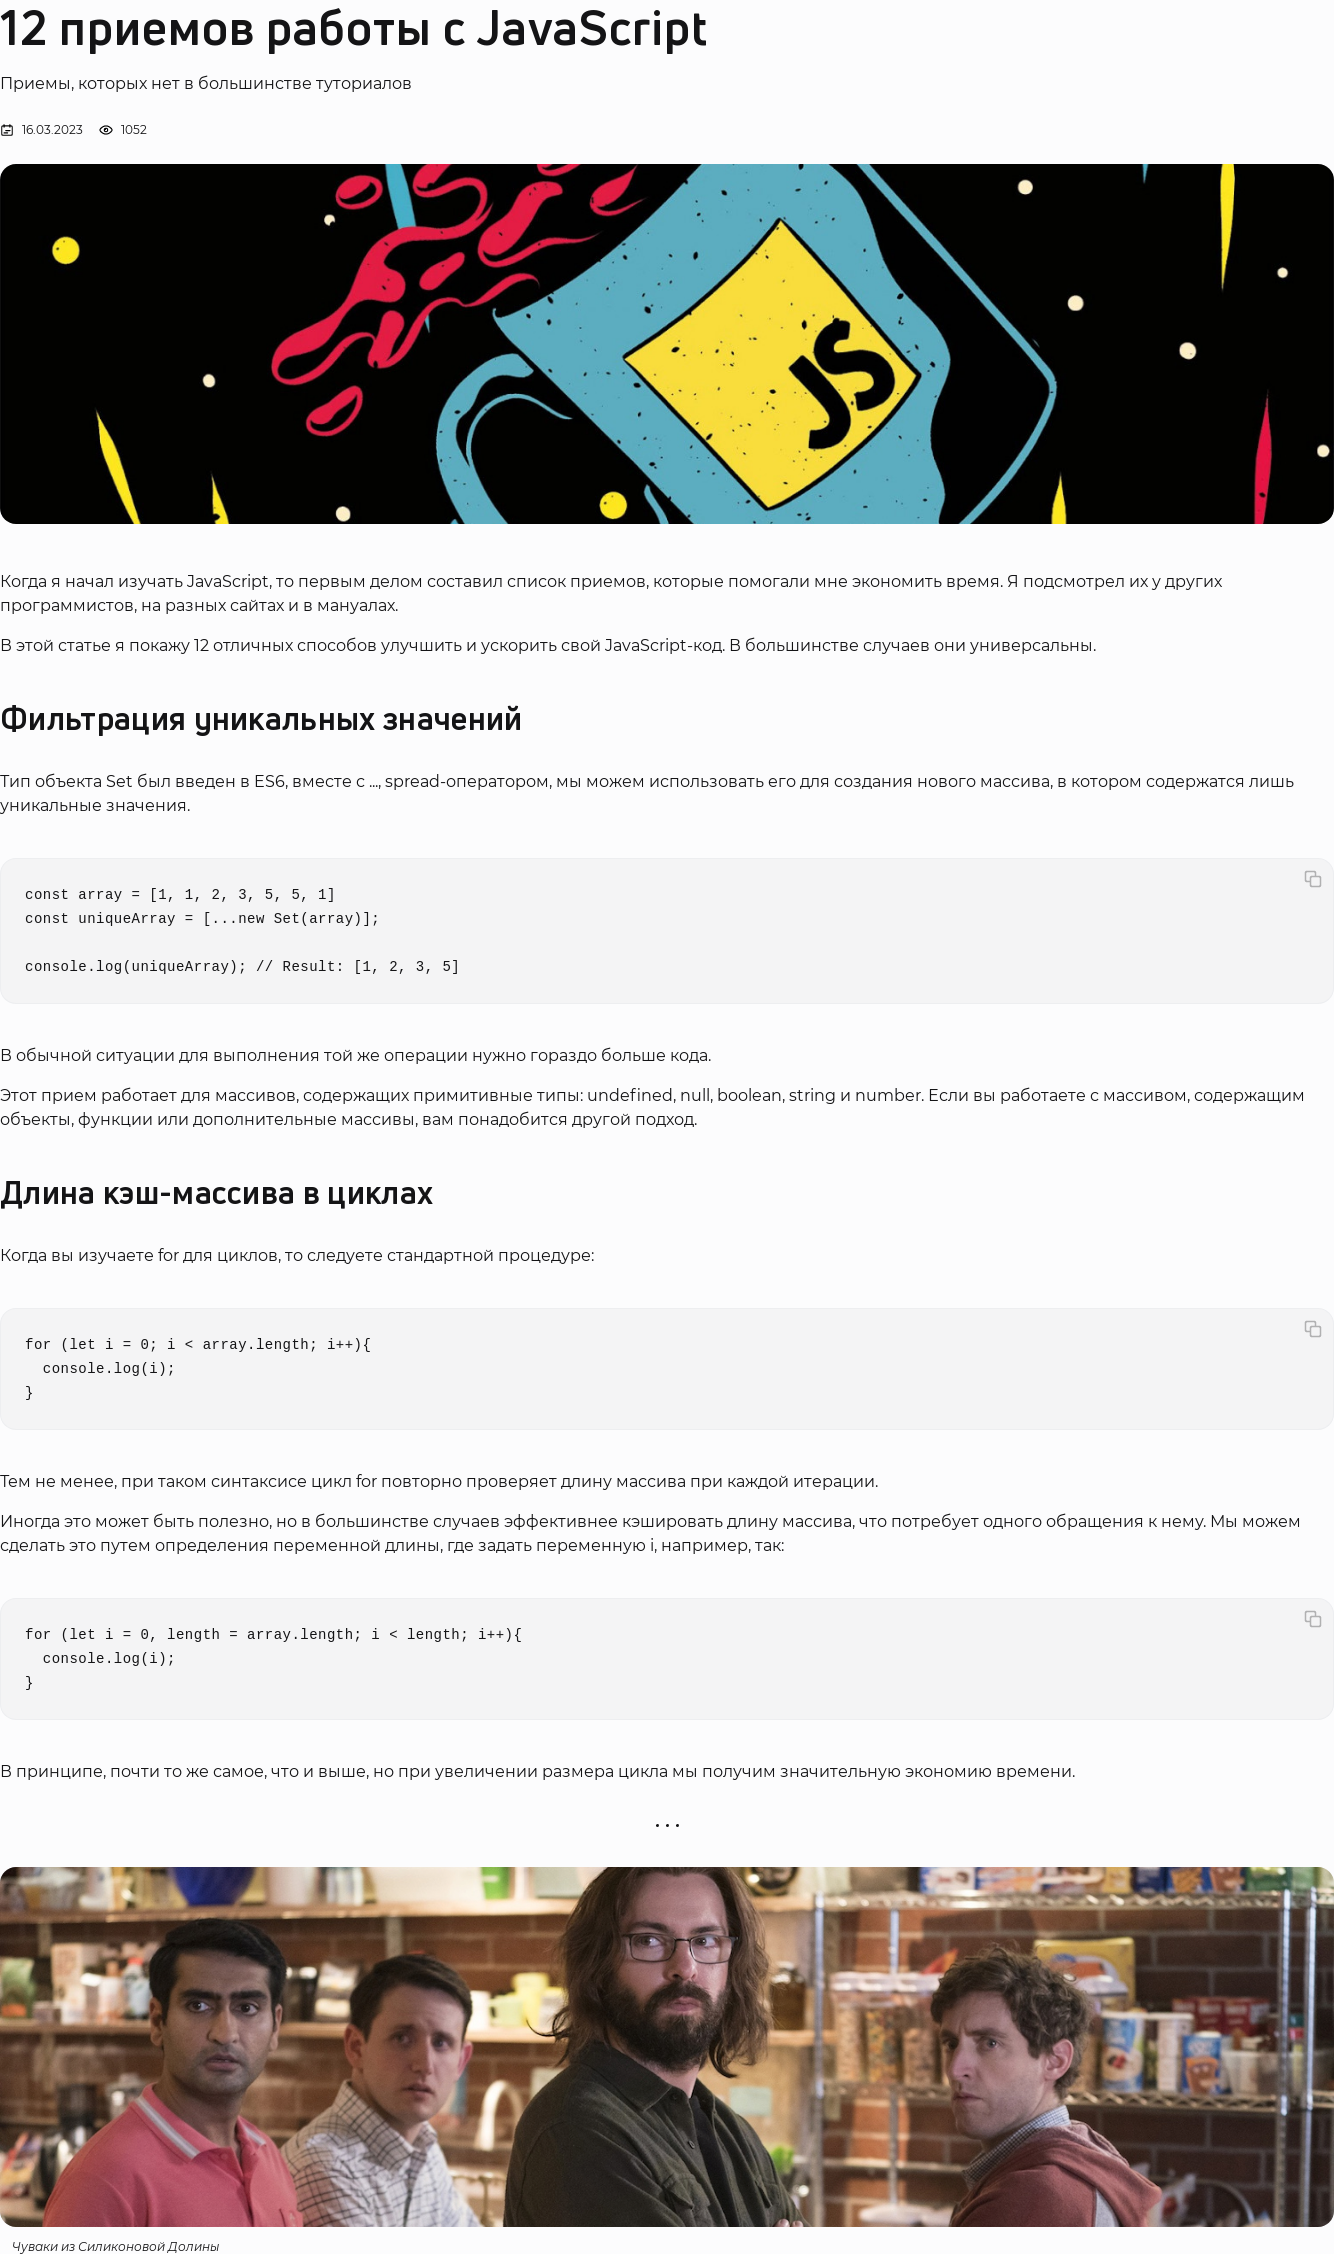 12 приемов работы с JavaScript
Приемы, которых нет в большинстве туториалов
16.03.2023 1052
JS
Когда я начал изучать JavaScript, то первым делом составил список приемов, которые помогали мне экономить время. Я подсмотрел их у других
программистов, на разных сайтах и в мануалах.
В этой статье я покажу 12 отличных способов улучшить и ускорить свой JavaScript-код. В большинстве случаев они универсальны.
Фильтрация уникальных значений
Тип объекта Set был введен в ES6, вместе с ..., spread-оператором, мы можем использовать его для создания нового массива, в котором содержатся лишь
уникальные значения.
const array = [1, 1, 2, 3, 5, 5, 1]
const uniqueArray = [...new Set(array)];
console.log(uniqueArray); // Result: [1, 2, 3, 5]
В обычной ситуации для выполнения той же операции нужно гораздо больше кода.
Этот прием работает для массивов, содержащих примитивные типы: undefined, null, boolean, string и number. Если вы работаете с массивом, содержащим
объекты, функции или дополнительные массивы, вам понадобится другой подход.
Длина кэш-массива в циклах
Когда вы изучаете for для циклов, то следуете стандартной процедуре:
for (let i = 0; i < array.length; i++){
  console.log(i);
}
Тем не менее, при таком синтаксисе цикл for повторно проверяет длину массива при каждой итерации.
Иногда это может быть полезно, но в большинстве случаев эффективнее кэшировать длину массива, что потребует одного обращения к нему. Мы можем
сделать это путем определения переменной длины, где задать переменную i, например, так:
for (let i = 0, length = array.length; i < length; i++){
  console.log(i);
}
В принципе, почти то же самое, что и выше, но при увеличении размера цикла мы получим значительную экономию времени.
...
Чуваки из Силиконовой Долины